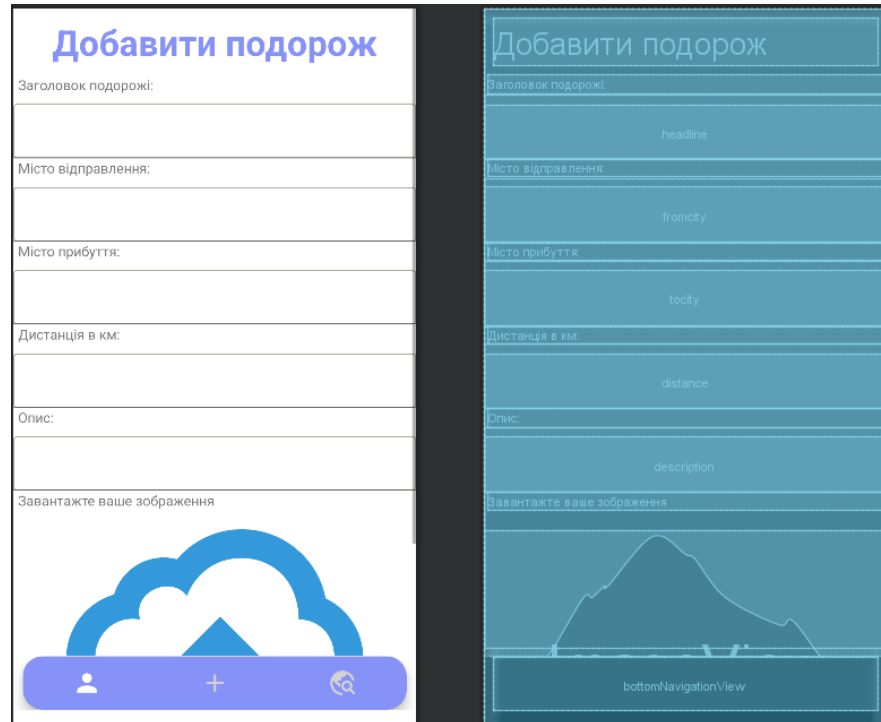 Добавити подорож
Заголовок подорожі:
Місто відправлення:
Місто прибуття:
Дистанція в км:
Опис:
Завантажте ваше зображення
Добавити подорож
Заголовок подорожі:
headline
Місто відправлення:
fromcity
Місто прибуття:
tocity
Дистанція в км:
distance
Опис:
description
Завантажте ваше зображення
bottomNavigationView